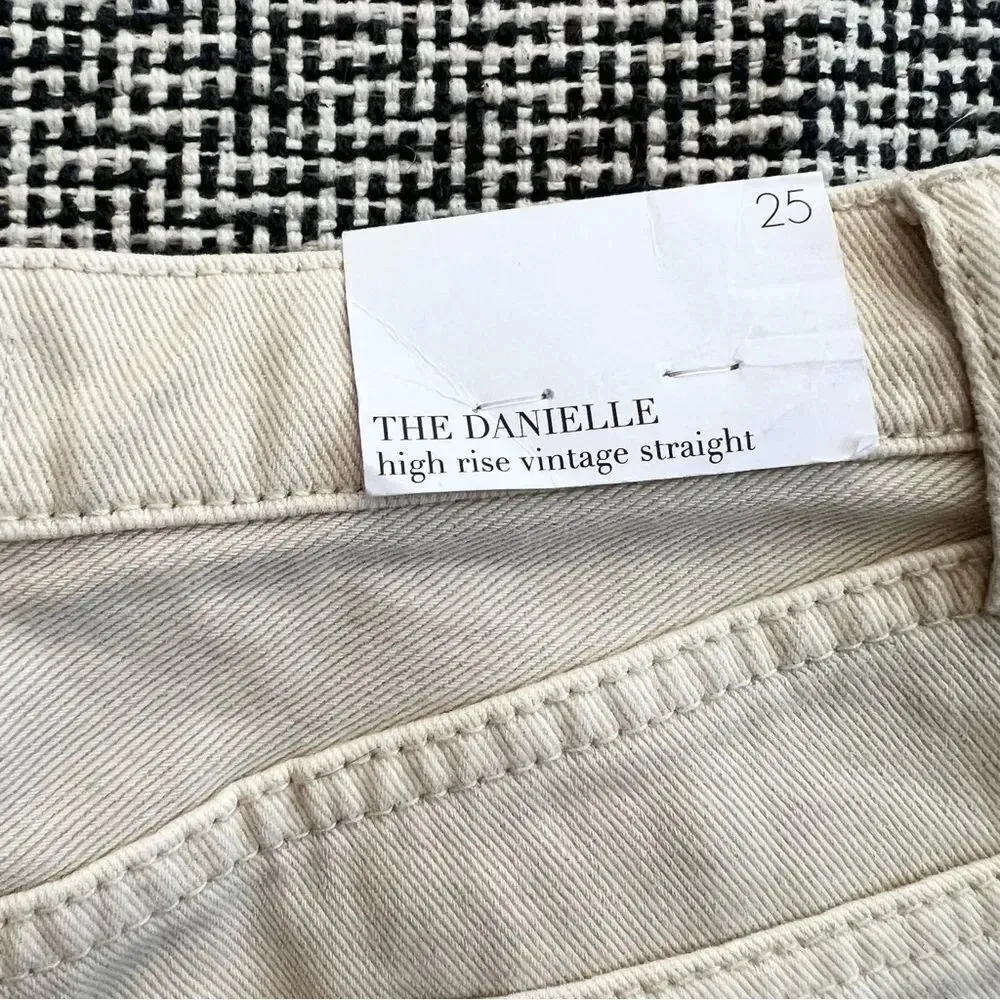 25
THE DANIELLE
high rise vintage straight